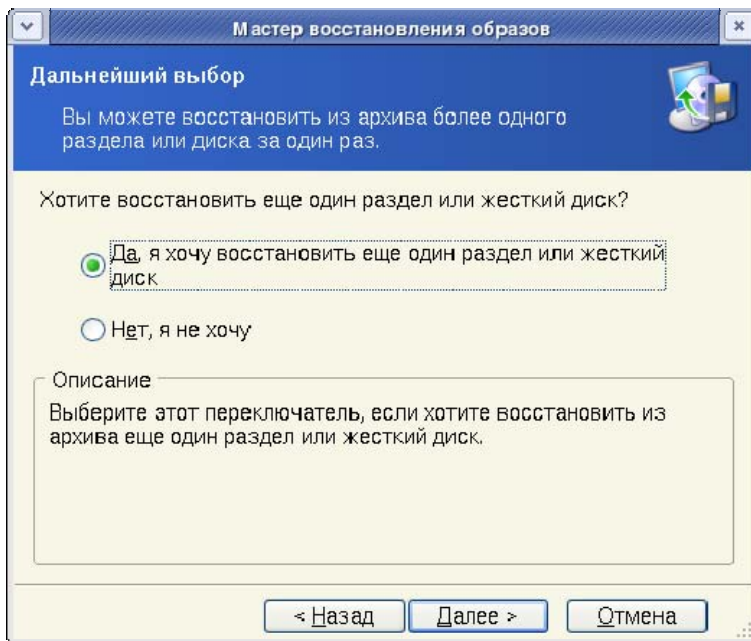 Мастер восстановления образов
Дальнейший выбор
Вы можете восстановить из архива более одного
раздела или диска за один раз.
Хотите восстановить еще один раздел или жесткий диск?
Да, я хочу восстановить еще один раздел или жесткий
диск
Нет, я не хочу
Описание
Выберите этот переключатель, если хотите восстановить из
архива еще один раздел или жесткий диск.
< Назад
Далее >
Отмена